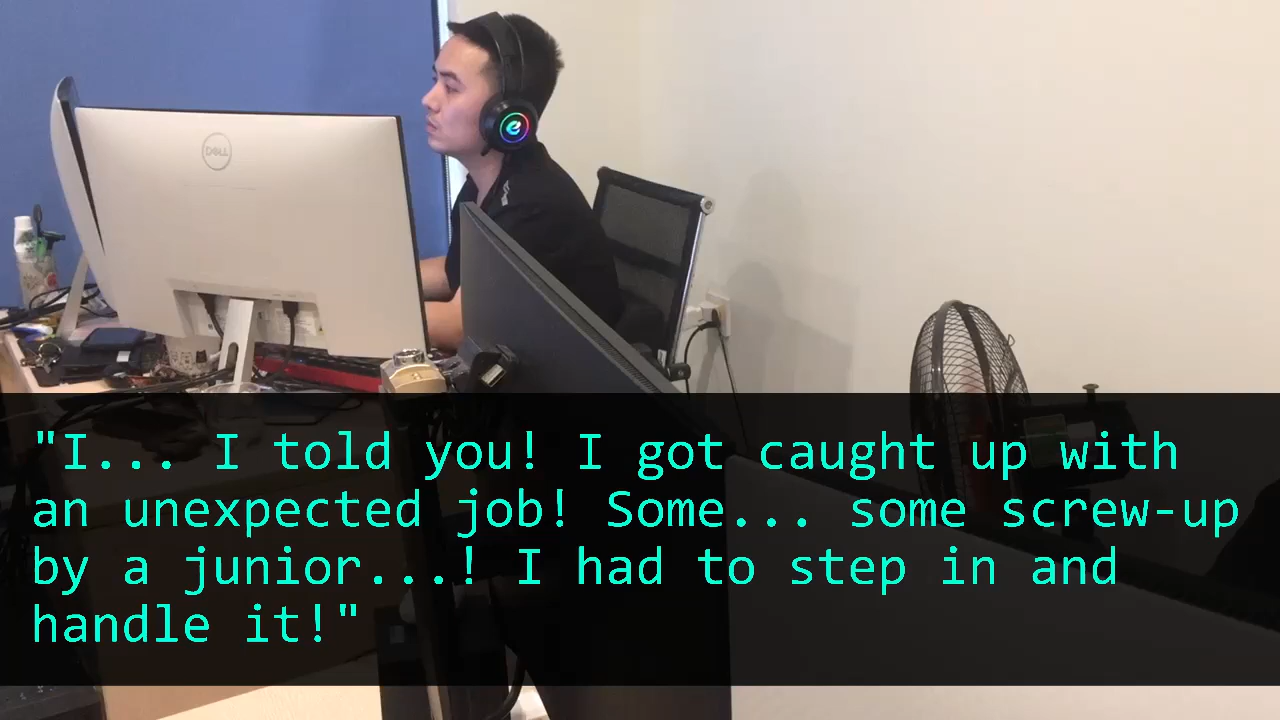 DELL
"I... I told you! I got caught up with
an unexpected job! Some... some screw-up
by a junior...! I had to step in and
handle it!"